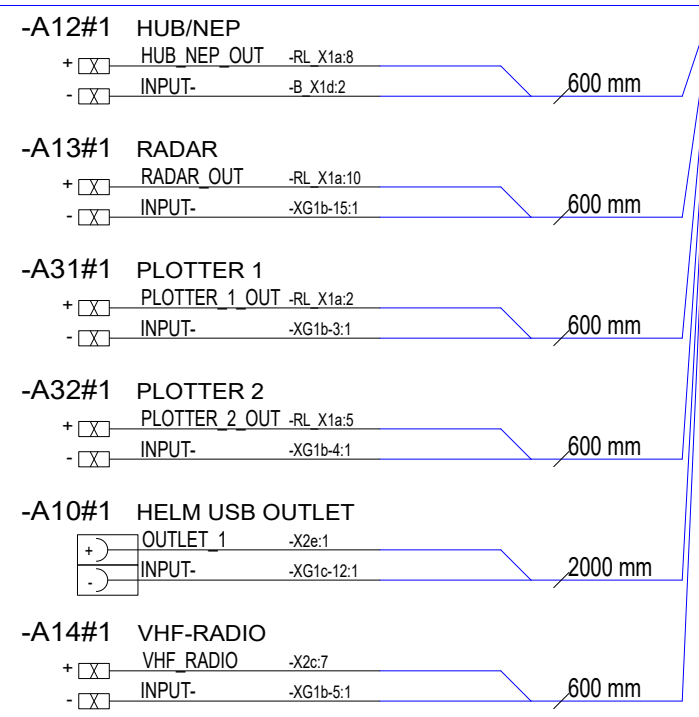 -A12#1 HUB/NEP
+ X HUB_NEP_OUT -RL_X1a:8
- X INPUT- -B_X1d:2 600 mm
-A13#1 RADAR
+ X RADAR_OUT -RL_X1a:10
- X INPUT- -XG1b-15:1 600 mm
-A31#1 PLOTTER 1
+ X PLOTTER_1_OUT -RL_X1a:2
- X INPUT- -XG1b-3:1 600 mm
-A32#1 PLOTTER 2
+ X PLOTTER_2_OUT -RL_X1a:5
- X INPUT- -XG1b-4:1 600 mm
-A10#1 HELM USB OUTLET
+ OUTLET_1 -X2e:1
- INPUT- -XG1c-12:1 2000 mm
-A14#1 VHF-RADIO
+ X VHF_RADIO -X2c:7
- X INPUT- -XG1b-5:1 600 mm